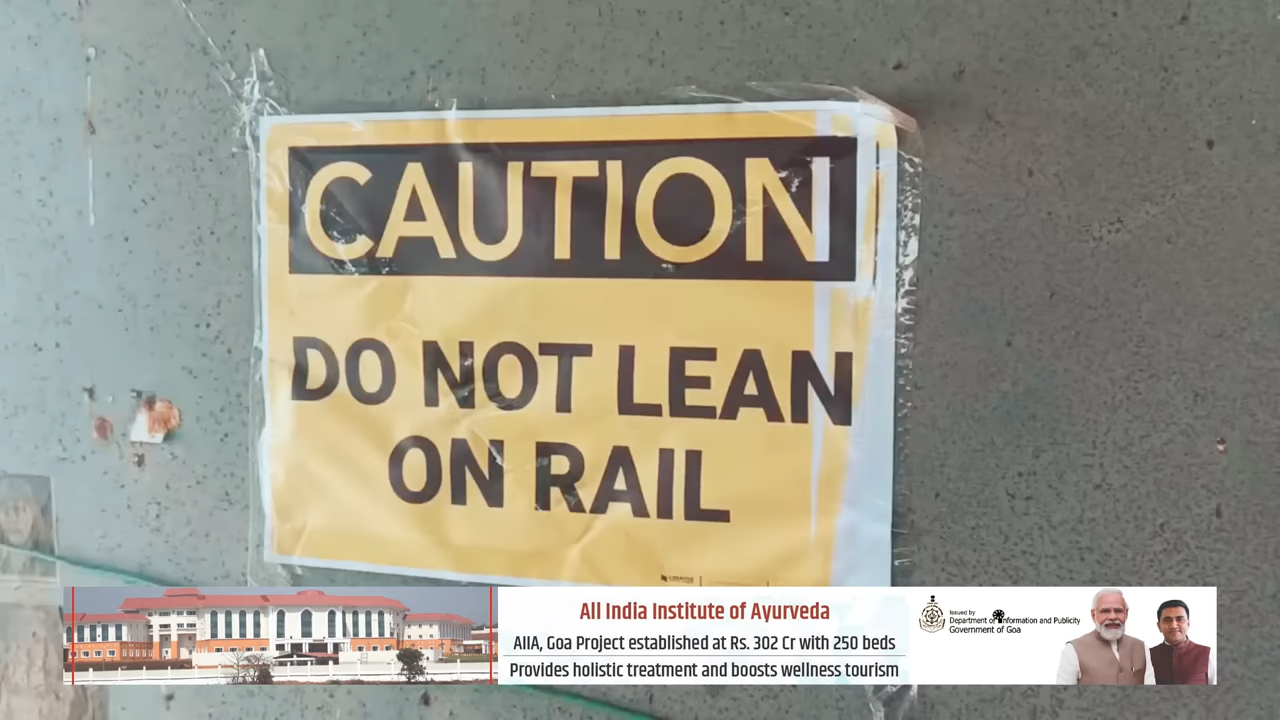 CAUTION
DO NOT LEAN
ON RAIL
All India Institute of Ayurveda
AIIA, Goa Project established at Rs. 302 Cr with 250 beds
Provides holistic treatment and boosts wellness tourism
Issued by
Department of Information and Publicity
Government of Goa